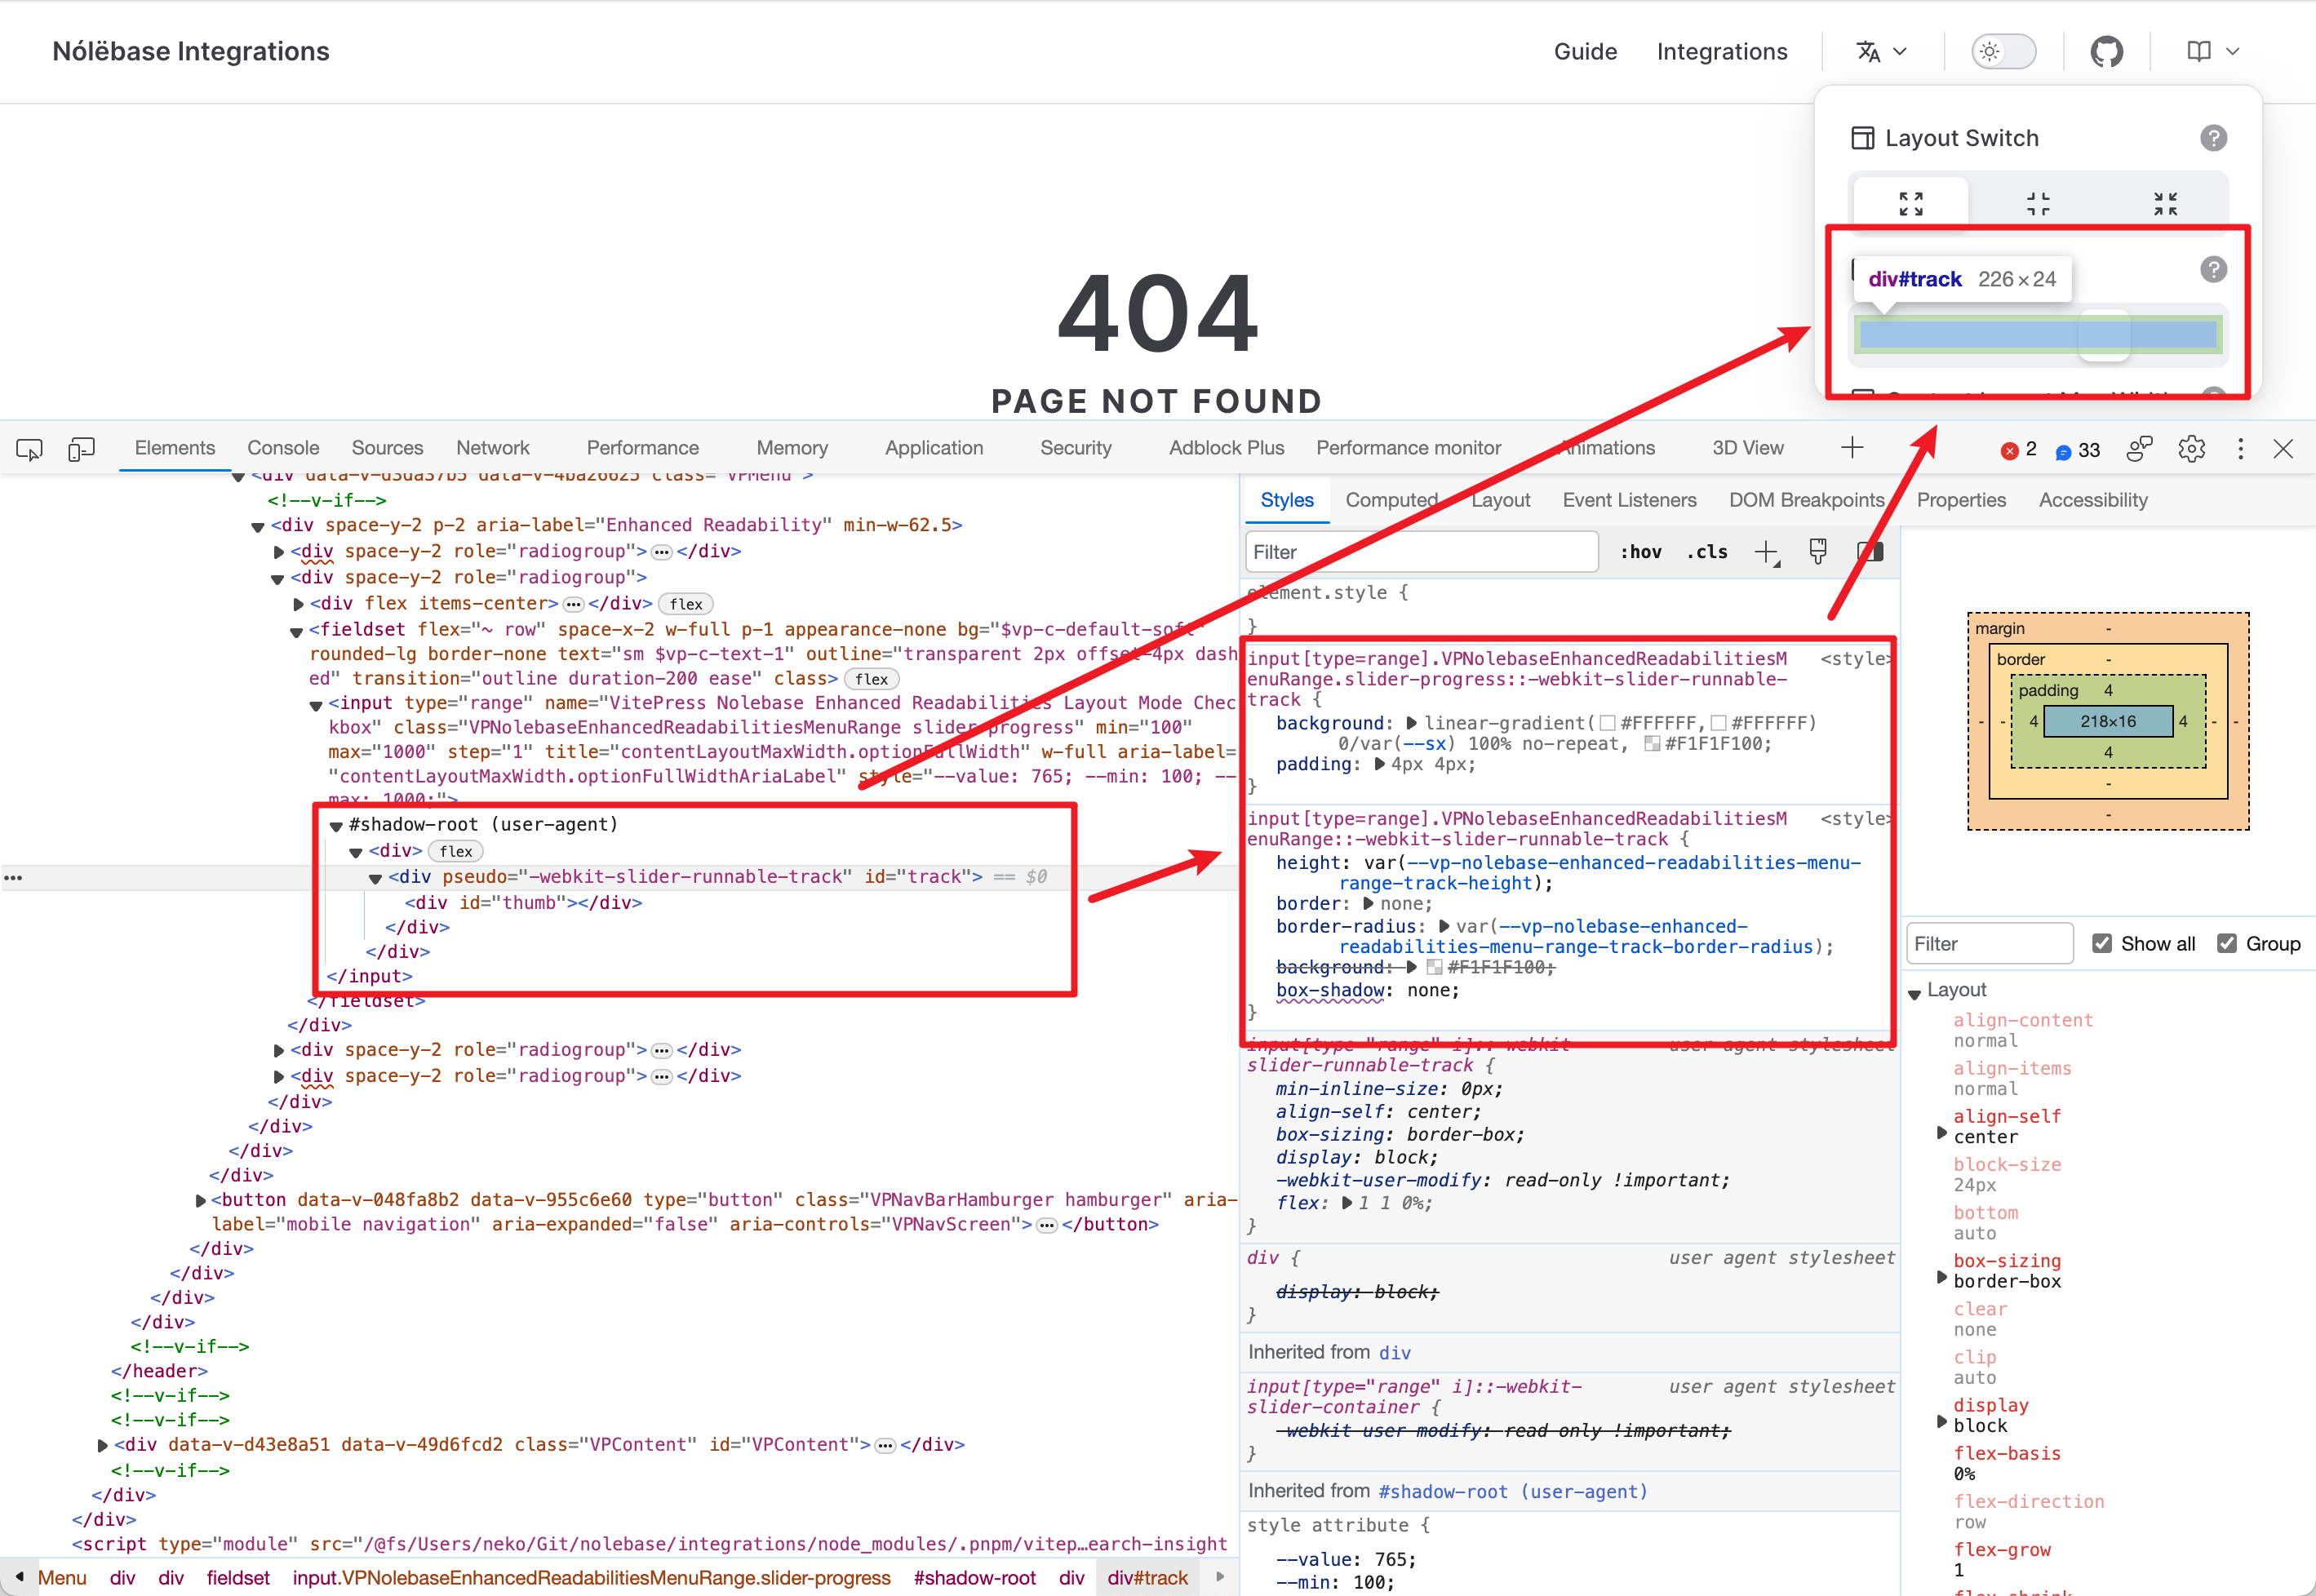 Nólëbase Integrations
Guide
Integrations
Layout Switch
?
div#track 226×24
?
404
PAGE NOT FOUND
Elements
Console
Sources
Network
Performance
Memory
Application
Security
Adblock Plus
Performance monitor
Animations
3D View
2
33
<div data-v-d3da37b5 data-v-4ba26625 class="VPMenu">
<!--v-if-->
<div space-y-2 p-2 aria-label="Enhanced Readability" min-w-62.5>
<div space-y-2 role="radiogroup">…</div>
<div space-y-2 role="radiogroup">
<div flex items-center>…</div> flex
<fieldset flex="~ row" space-x-2 w-full p-1 appearance-none bg="$vp-c-default-soft"
rounded-lg border-none text="sm $vp-c-text-1" outline="transparent 2px offset-4px dash
ed" transition="outline duration-200 ease" class> flex
<input type="range" name="VitePress Nolebase Enhanced Readabilities Layout Mode Chec
kbox" class="VPNolebaseEnhancedReadabilitiesMenuRange slider-progress" min="100"
max="1000" step="1" title="contentLayoutMaxWidth.optionFullWidth" w-full aria-label=
"contentLayoutMaxWidth.optionFullWidthAriaLabel" style="--value: 765; --min: 100; --
max: 1000;">
#shadow-root (user-agent)
<div> flex
<div pseudo="-webkit-slider-runnable-track" id="track"> == $0
<div id="thumb"></div>
</div>
</div>
</input>
</fieldset>
</div>
<div space-y-2 role="radiogroup">…</div>
<div space-y-2 role="radiogroup">…</div>
</div>
</div>
</div>
</div>
<button data-v-048fa8b2 data-v-955c6e60 type="button" class="VPNavBarHamburger hamburger" aria-
label="mobile navigation" aria-expanded="false" aria-controls="VPNavScreen">…</button>
</div>
</div>
</div>
</div>
<!--v-if-->
</header>
<!--v-if-->
<!--v-if-->
<div data-v-d43e8a51 data-v-49d6fcd2 class="VPContent" id="VPContent">…</div>
<!--v-if-->
</div>
</div>
<script type="module" src="/@fs/Users/neko/Git/nolebase/integrations/node_modules/.pnpm/vitep…earch-insight
Menu div div fieldset input.VPNolebaseEnhancedReadabilitiesMenuRange.slider-progress #shadow-root div div#track
Styles
Computed
Layout
Event Listeners
DOM Breakpoints
Properties
Accessibility
Filter
:hov
.cls
element.style {
}
input[type=range].VPNolebaseEnhancedReadabilitiesM <style>
enuRange.slider-progress::-webkit-slider-runnable-
track {
background: linear-gradient(#FFFFFF,#FFFFFF)
0/var(--sx) 100% no-repeat, #F1F1F100;
padding: 4px 4px;
}
input[type=range].VPNolebaseEnhancedReadabilitiesM <style>
enuRange::-webkit-slider-runnable-track {
height: var(--vp-nolebase-enhanced-readabilities-menu-
range-track-height);
border: none;
border-radius: var(--vp-nolebase-enhanced-
readabilities-menu-range-track-border-radius);
background: #F1F1F100;
box-shadow: none;
}
input[type="range" i]::-webkit- user agent stylesheet
slider-runnable-track {
min-inline-size: 0px;
align-self: center;
box-sizing: border-box;
display: block;
-webkit-user-modify: read-only !important;
flex: 1 1 0%;
}
div { user agent stylesheet
display: block;
}
Inherited from div
input[type="range" i]::-webkit- user agent stylesheet
slider-container {
-webkit-user-modify: read-only !important;
}
Inherited from #shadow-root (user-agent)
style attribute {
--value: 765;
--min: 100;
margin -
border -
padding 4
- - 4 218×16 4 - -
4
-
-
Filter
Show all
Group
Layout
align-content
normal
align-items
normal
align-self
center
block-size
24px
bottom
auto
box-sizing
border-box
clear
none
clip
auto
display
block
flex-basis
0%
flex-direction
row
flex-grow
1